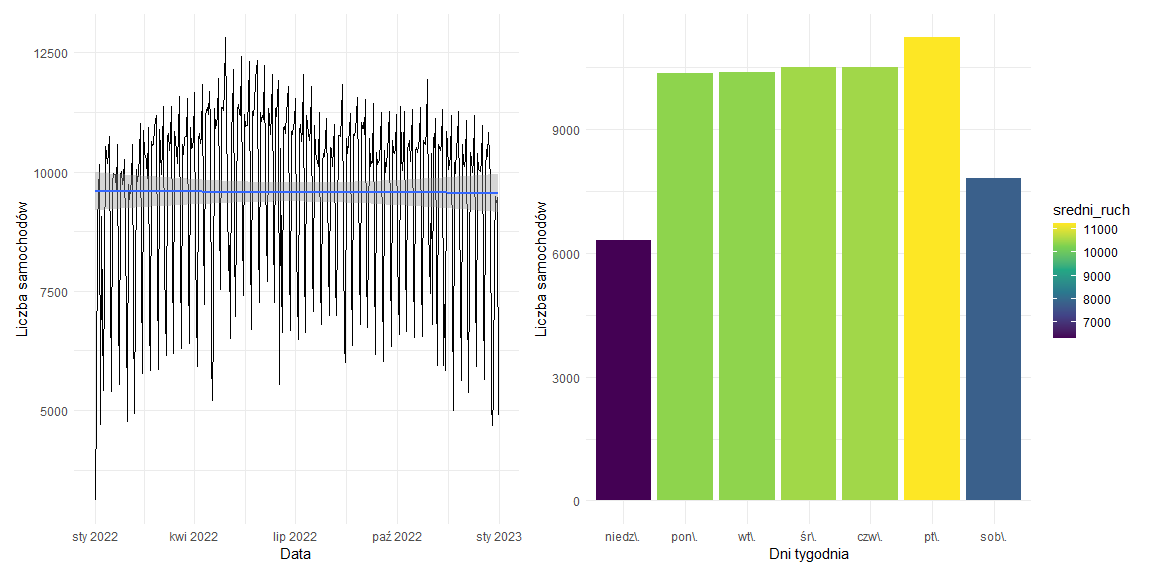 12500
10000
7500
5000
Liczba samochodów
sty 2022
kwi 2022
lip 2022
paź 2022
sty 2023
Data
9000
6000
3000
0
Liczba samochodów
niedz\.
pon\.
wt\.
śr\.
czw\.
pt\.
sob\.
Dni tygodnia
sredni_ruch
11000
10000
9000
8000
7000